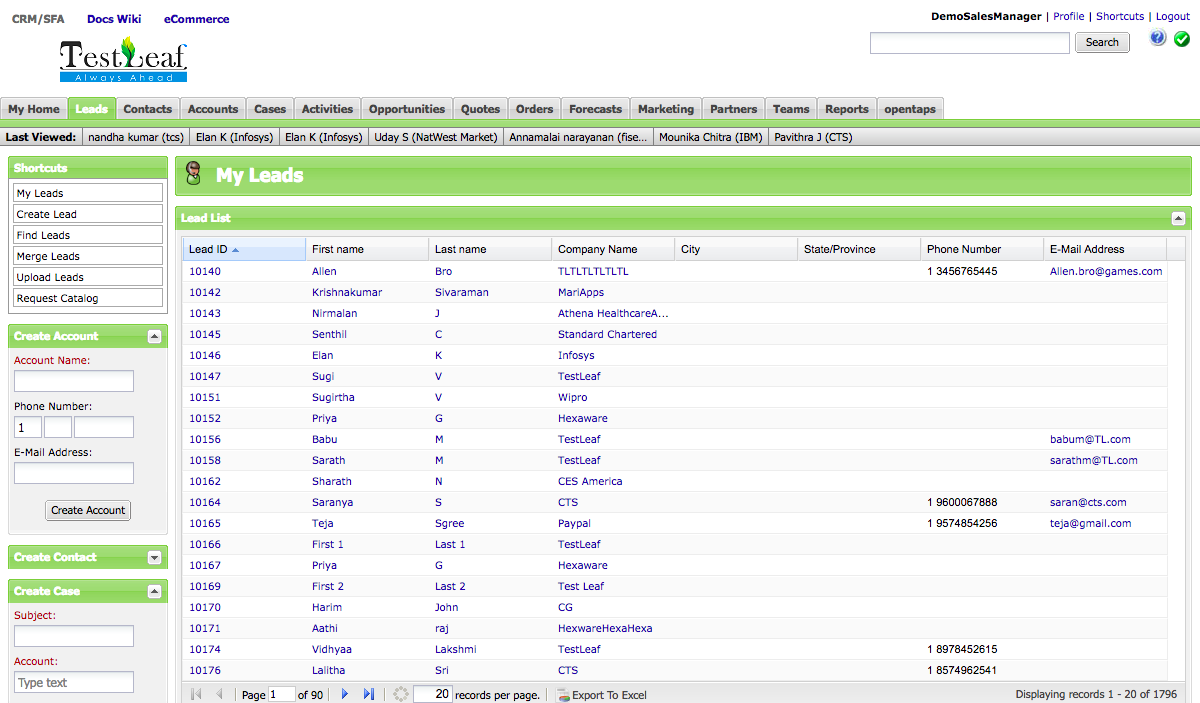 CRM/SFA Docs Wiki eCommerce
DemoSalesManager | Profile | Shortcuts | Logout
Search
TestLeaf
Always Ahead
My Home Leads Contacts Accounts Cases Activities Opportunities Quotes Orders Forecasts Marketing Partners Teams Reports opentaps
Last Viewed: nandha kumar (tcs) Elan K (Infosys) Elan K (Infosys) Uday S (NatWest Market) Annamalai narayanan (fise... Mounika Chitra (IBM) Pavithra J (CTS)
Shortcuts
My Leads
Create Lead
Find Leads
Merge Leads
Upload Leads
Request Catalog
Create Account
Account Name:
Phone Number:
1
E-Mail Address:
Create Account
Create Contact
Create Case
Subject:
Account:
Type text
My Leads
Lead List
Lead ID First name Last name Company Name City State/Province Phone Number E-Mail Address
10140 Allen Bro TLTLTLTLTLTL 1 3456765445 Allen.bro@games.com
10142 Krishnakumar Sivaraman MariApps
10143 Nirmalan J Athena HealthcareA...
10145 Senthil C Standard Chartered
10146 Elan K Infosys
10147 Sugi V TestLeaf
10151 Sugirtha V Wipro
10152 Priya G Hexaware
10156 Babu M TestLeaf babum@TL.com
10158 Sarath M TestLeaf sarathm@TL.com
10162 Sharath N CES America
10164 Saranya S CTS 1 9600067888 saran@cts.com
10165 Teja Sgree Paypal 1 9574854256 teja@gmail.com
10166 First 1 Last 1 TestLeaf
10167 Priya G Hexaware
10169 First 2 Last 2 Test Leaf
10170 Harim John CG
10171 Aathi raj HexwareHexaHexa
10174 Vidhyaa Lakshmi TestLeaf 1 8978452615
10176 Lalitha Sri CTS 1 8574962541
Page 1 of 90 20 records per page. Export To Excel Displaying records 1 - 20 of 1796